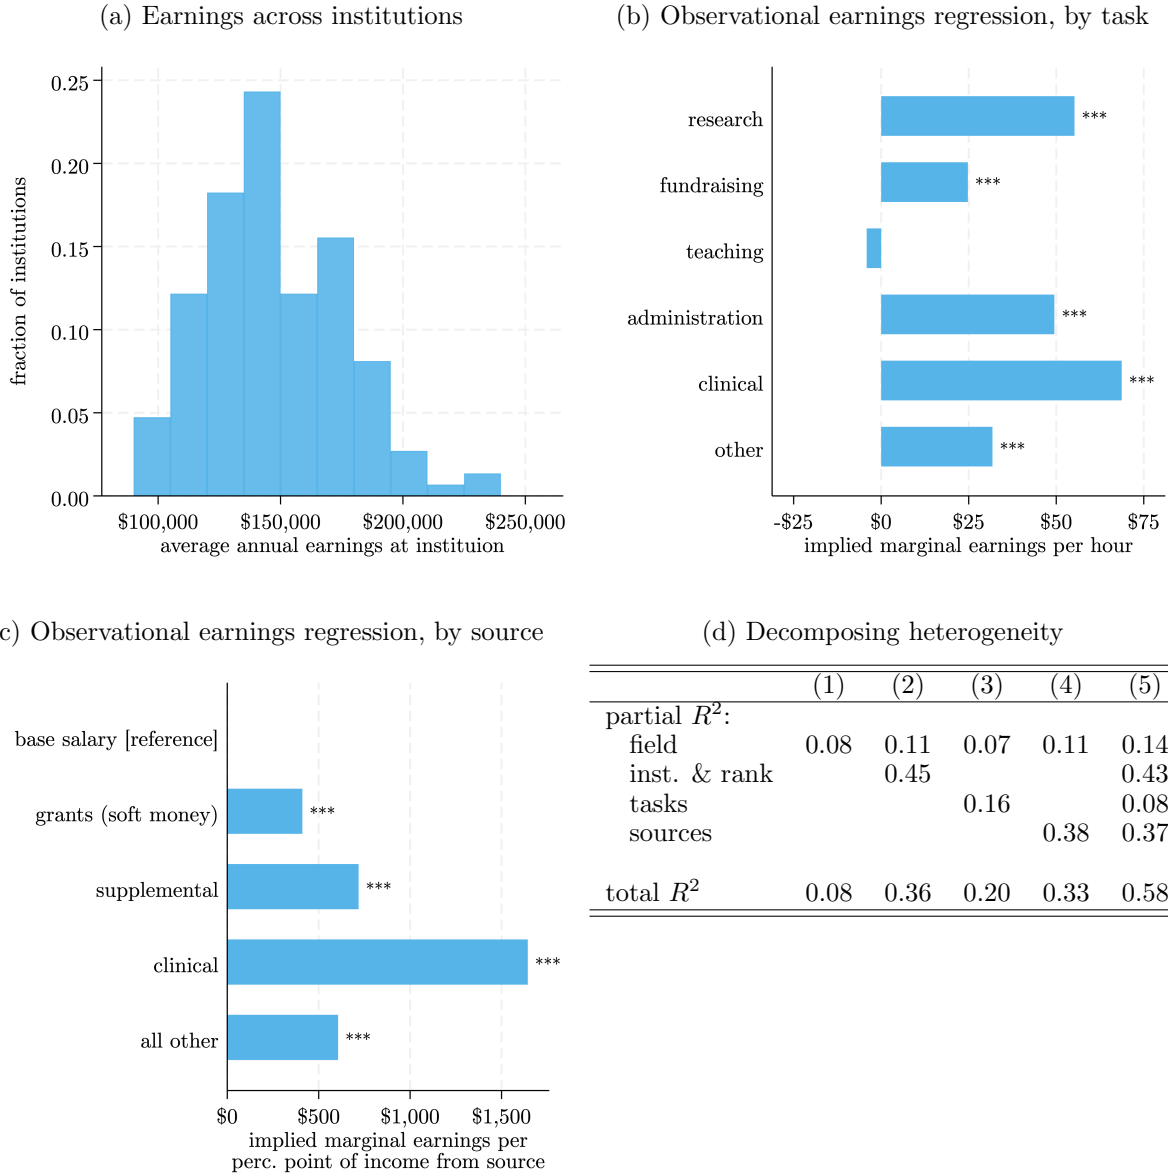 (a) Earnings across institutions
fraction of institutions
0.25
0.20
0.15
0.10
0.05
0.00
$100,000 $150,000 $200,000 $250,000
average annual earnings at instituion
(b) Observational earnings regression, by task
research ***
fundraising ***
teaching
administration ***
clinical ***
other ***
-$25 $0 $25 $50 $75
implied marginal earnings per hour
c) Observational earnings regression, by source
base salary [reference]
grants (soft money) ***
supplemental ***
clinical ***
all other ***
$0 $500 $1,000 $1,500
implied marginal earnings per
perc. point of income from source
(d) Decomposing heterogeneity
(1) (2) (3) (4) (5)
partial R²:
field 0.08 0.11 0.07 0.11 0.14
inst. & rank 0.45 0.43
tasks 0.16 0.08
sources 0.38 0.37
total R² 0.08 0.36 0.20 0.33 0.58